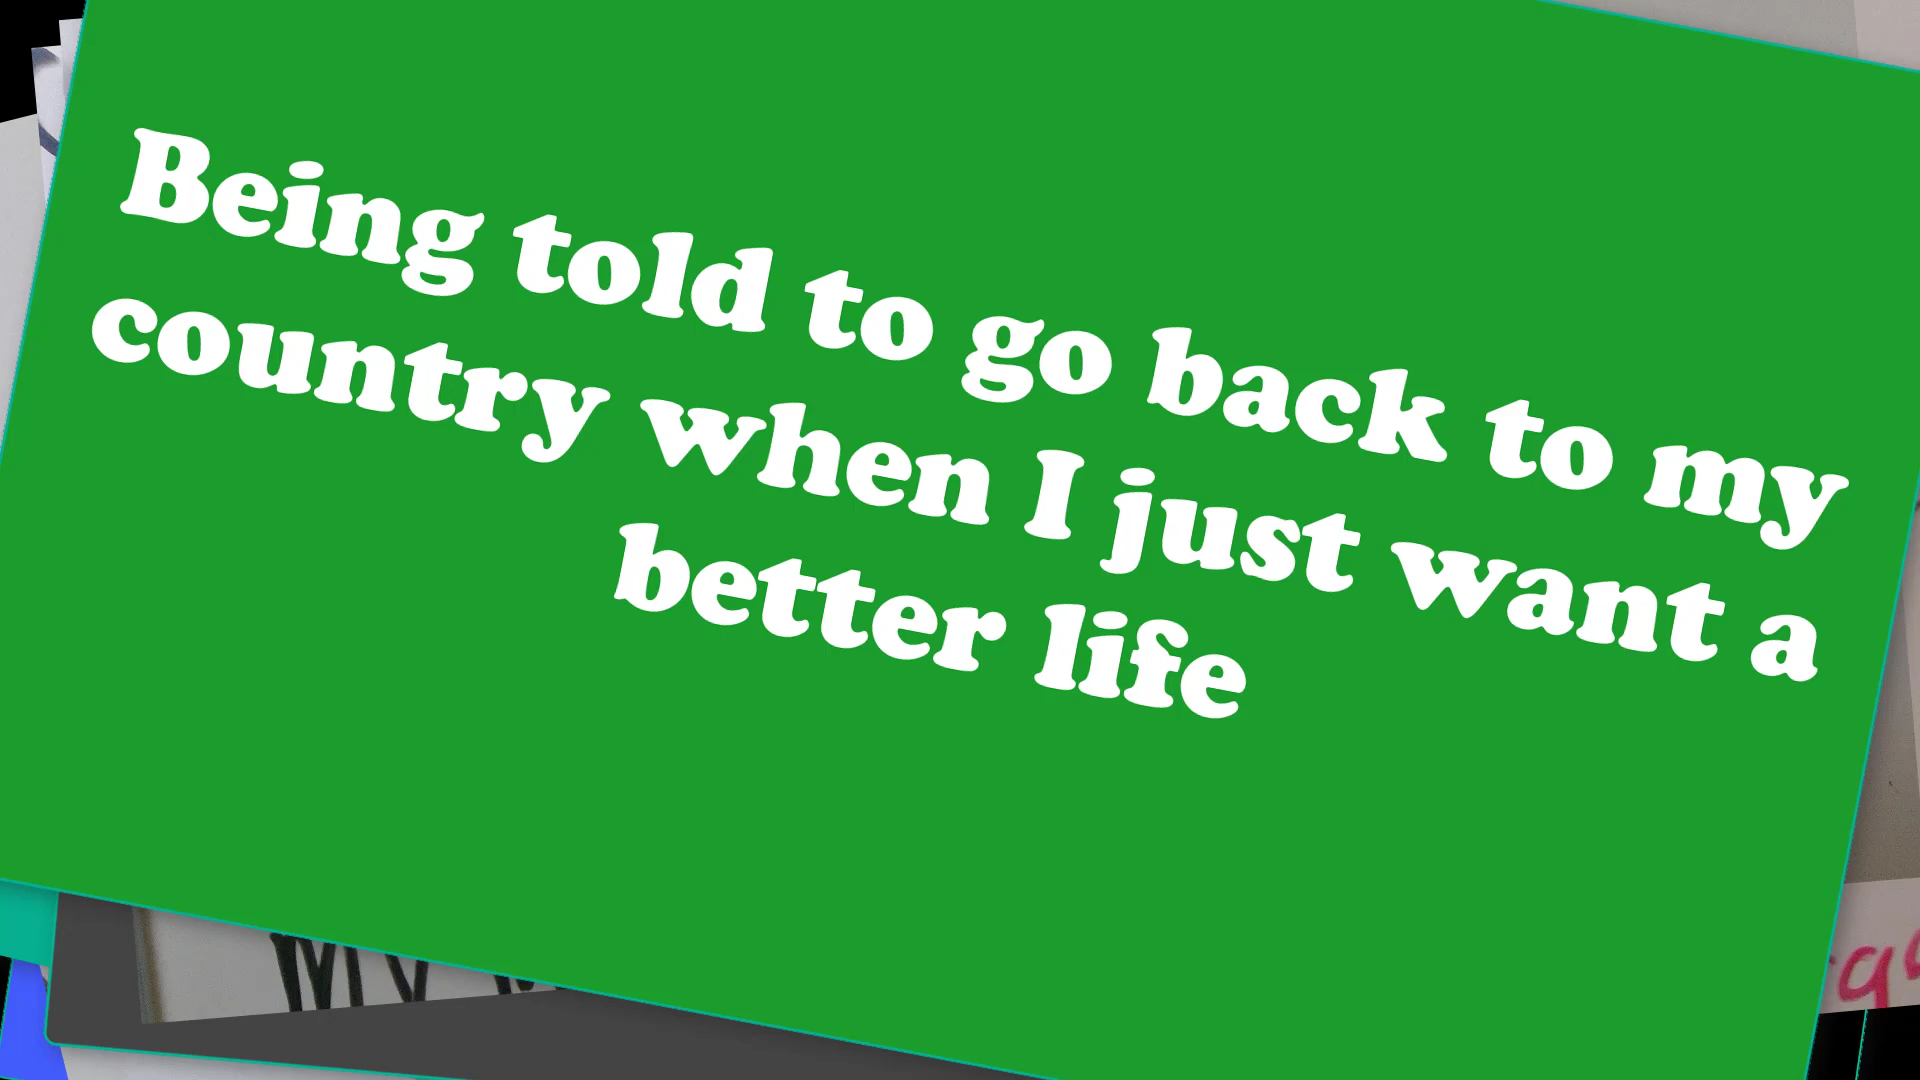 Being told to go back to my
country when I just want a
better life